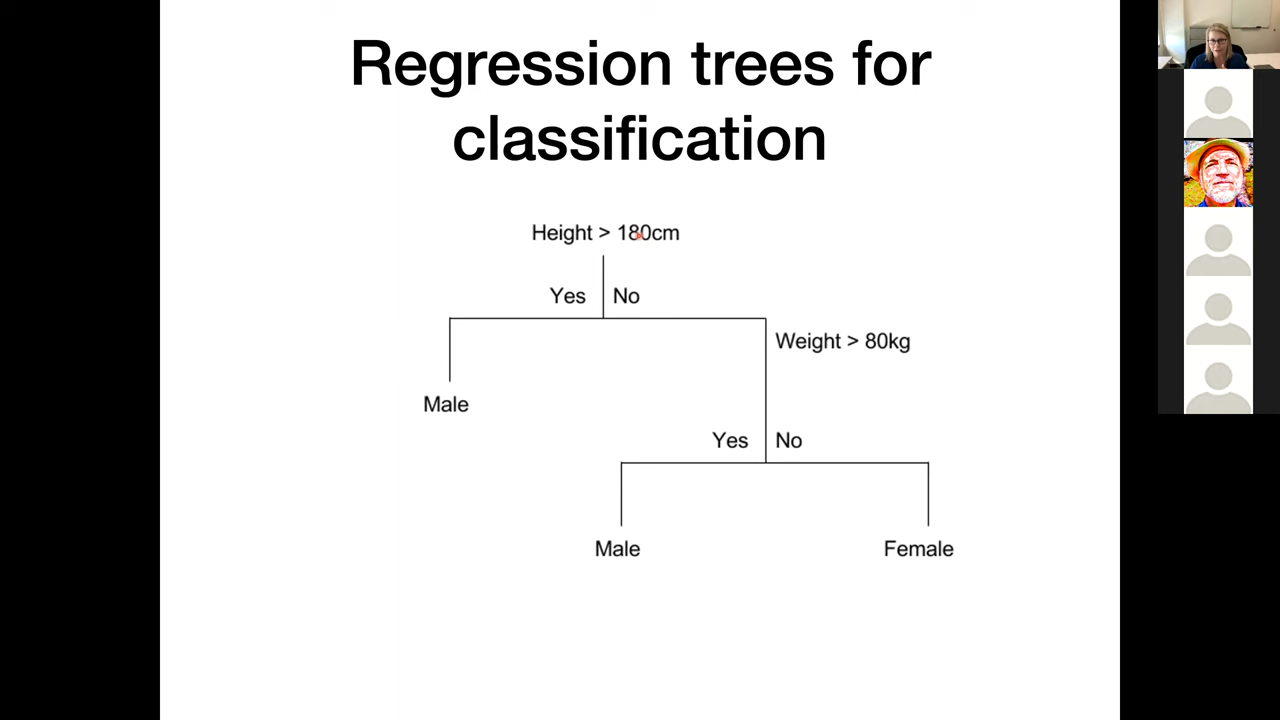 Regression trees for
classification
Height > 180cm
Yes No
Weight > 80kg
Male
Yes No
Male Female